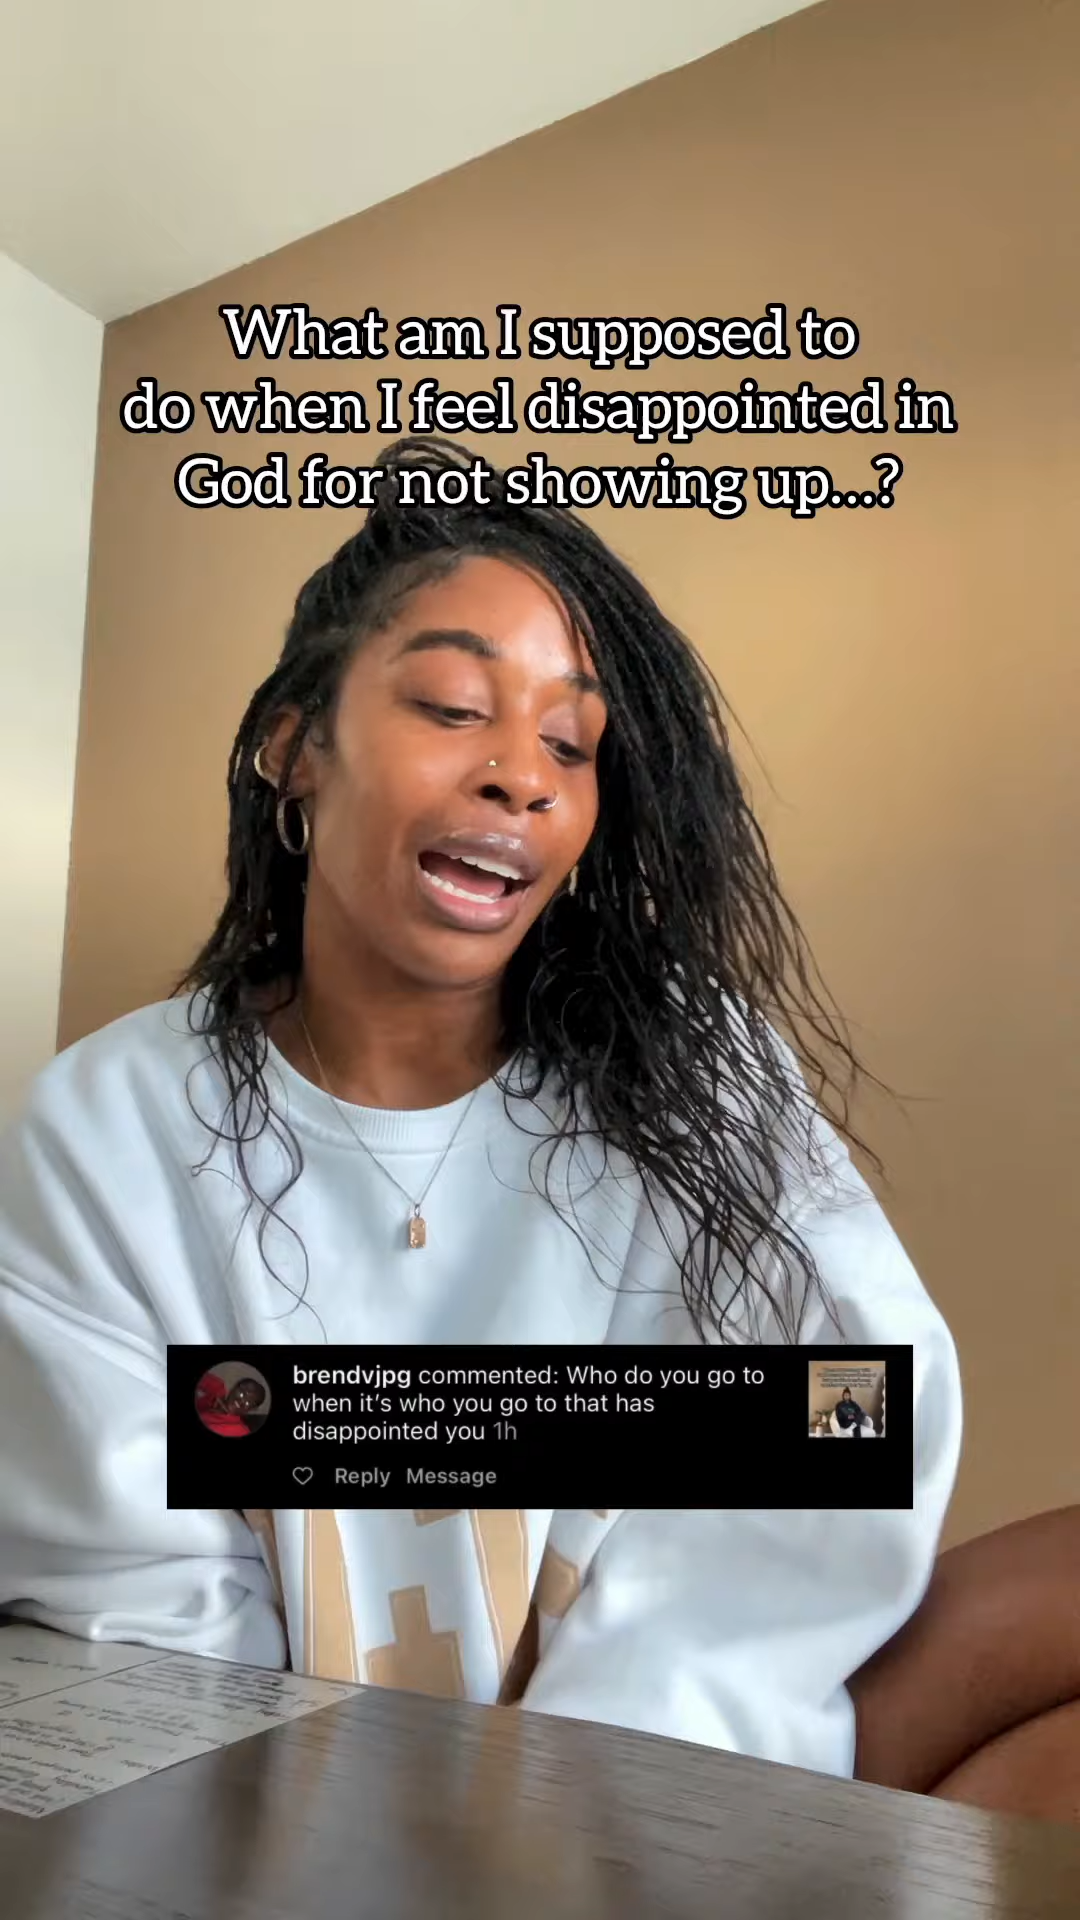 What am I supposed to
do when I feel disappointed in
God for not showing up...?
brendvjpg commented: Who do you go to
when it's who you go to that has
disappointed you 1h
Reply Message